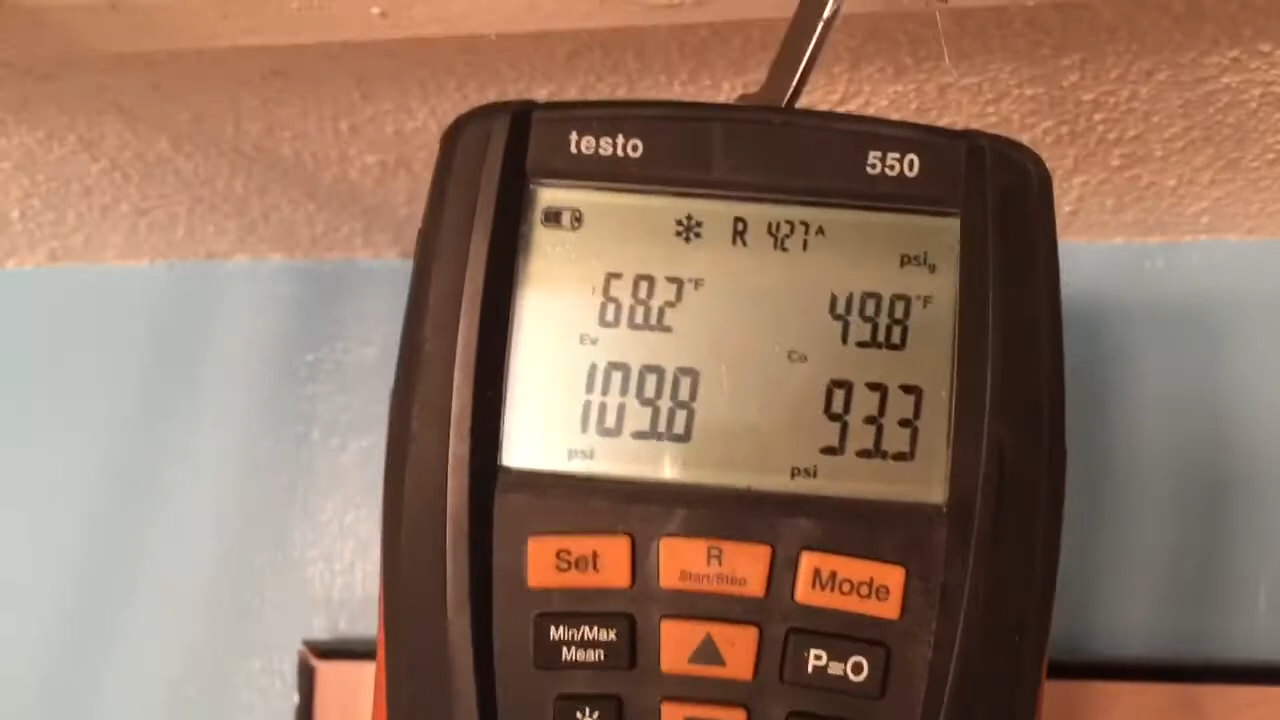 testo 550
R 427A
psig
68.2°F 49.8°F
Ev Co
109.8 93.3
psi psi
Set R Start/Stop Mode
Min/Max Mean ▲ P=O